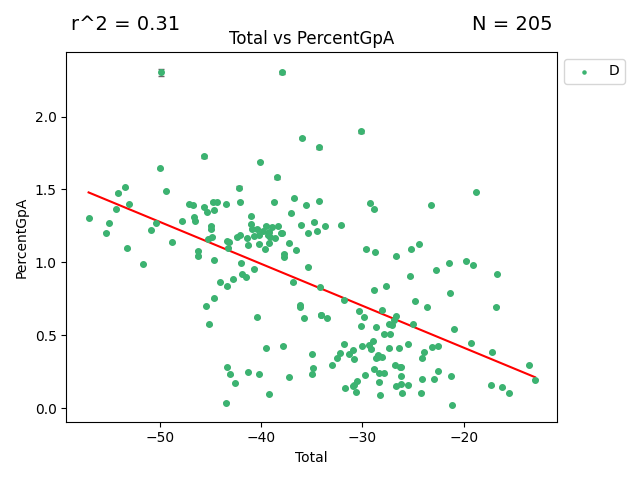 r^2 = 0.31
N = 205
Total vs PercentGpA
D
PercentGpA
2.0
1.5
1.0
0.5
0.0
−50
−40
−30
−20
Total